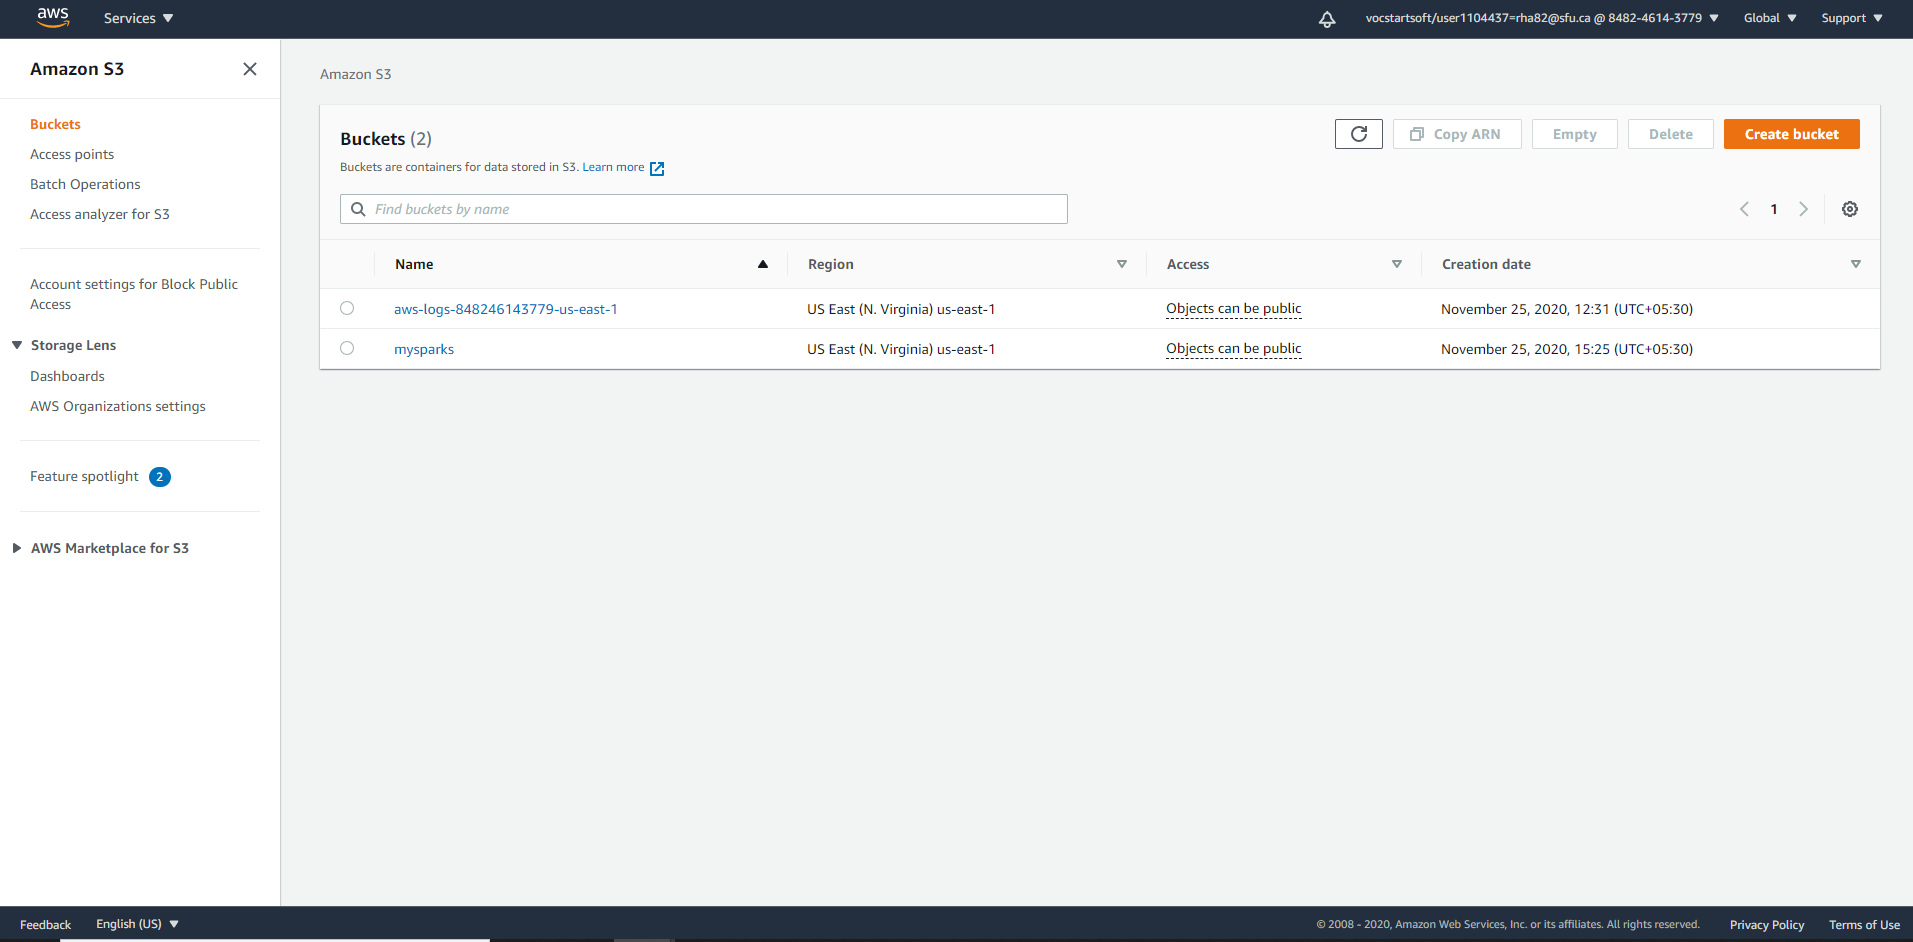 aws
Services
vocstartsoft/user1104437=rha82@sfu.ca @ 8482-4614-3779
Global
Support
Amazon S3
Buckets
Access points
Batch Operations
Access analyzer for S3
Account settings for Block Public
Access
Storage Lens
Dashboards
AWS Organizations settings
Feature spotlight 2
AWS Marketplace for S3
Amazon S3
Buckets (2)
Copy ARN
Empty
Delete
Create bucket
Buckets are containers for data stored in S3. Learn more
Find buckets by name
1
Name Region Access Creation date
aws-logs-848246143779-us-east-1 US East (N. Virginia) us-east-1 Objects can be public November 25, 2020, 12:31 (UTC+05:30)
mysparks US East (N. Virginia) us-east-1 Objects can be public November 25, 2020, 15:25 (UTC+05:30)
Feedback
English (US)
© 2008 - 2020, Amazon Web Services, Inc. or its affiliates. All rights reserved.
Privacy Policy
Terms of Use